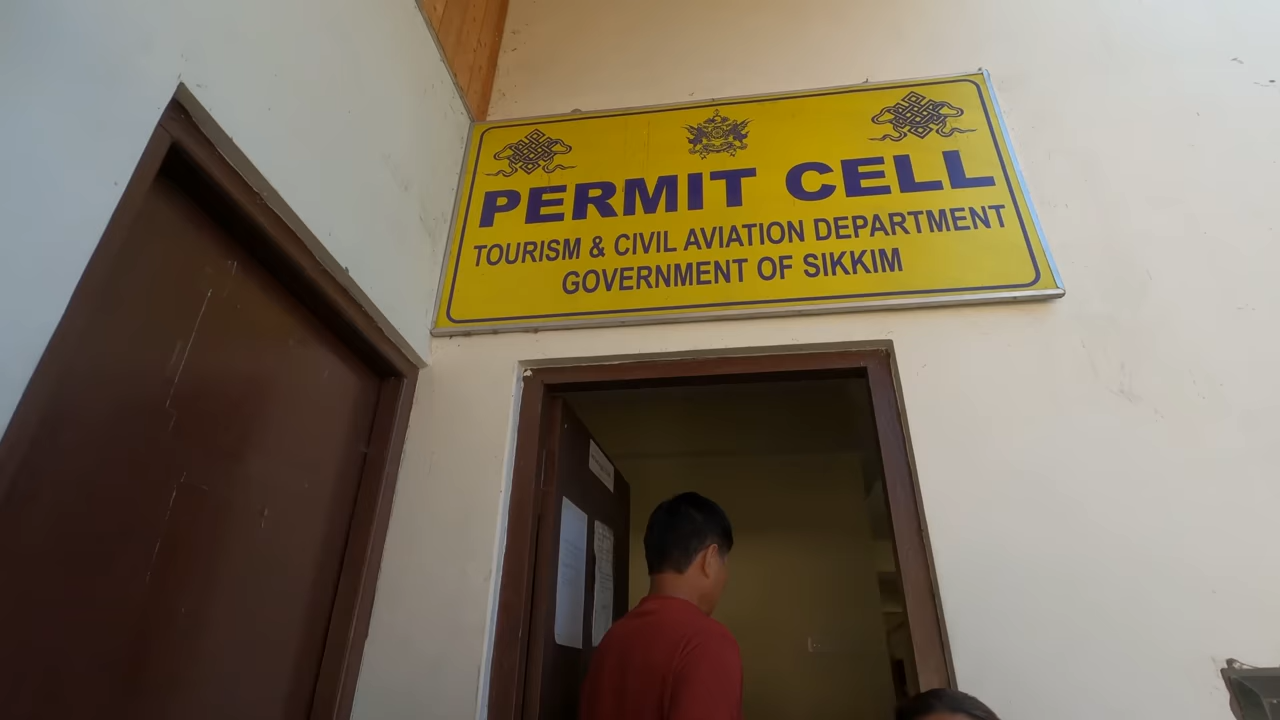 PERMIT CELL
TOURISM & CIVIL AVIATION DEPARTMENT
GOVERNMENT OF SIKKIM